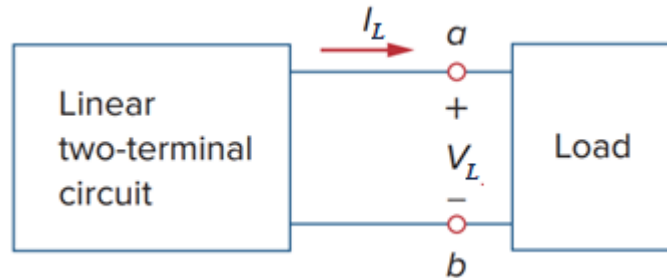 I_L
a
Linear
two-terminal
circuit
+
V_L.
−
Load
b